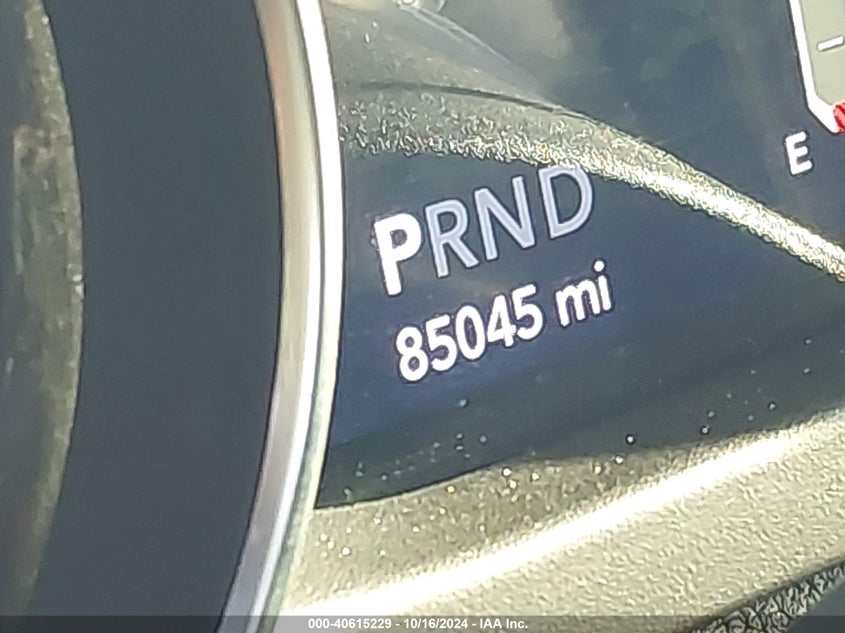 E
PRND
85045 mi
000-40615229 - 10/16/2024 - IAA Inc.